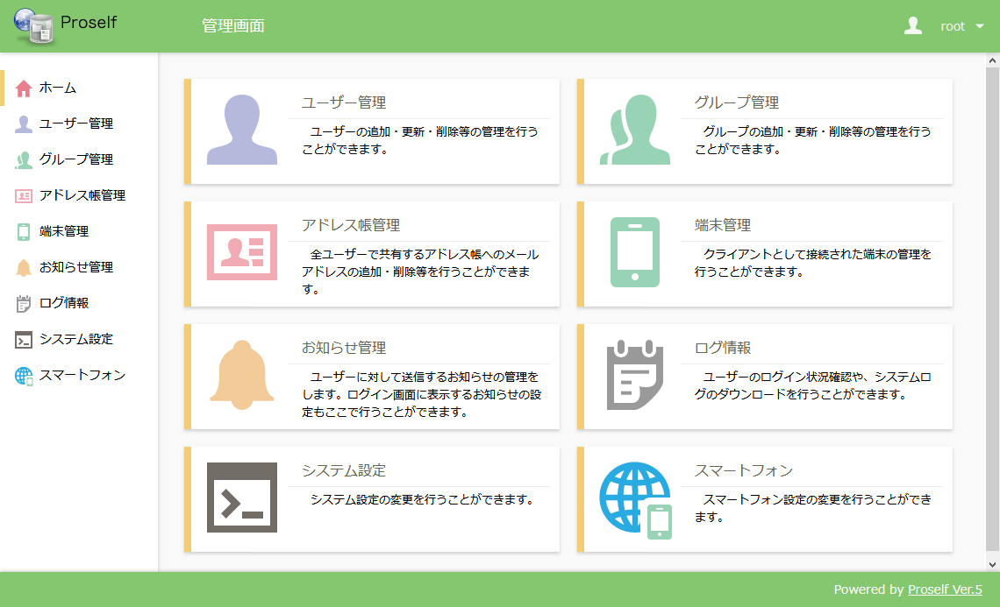 Proself
管理画面
root
ホーム
ユーザー管理
グループ管理
アドレス帳管理
端末管理
お知らせ管理
ログ情報
システム設定
スマートフォン
ユーザー管理
ユーザーの追加・更新・削除等の管理を行う
ことができます。
グループ管理
グループの追加・更新・削除等の管理を行う
ことができます。
アドレス帳管理
全ユーザーで共有するアドレス帳へのメール
アドレスの追加・削除等を行うことができま
す。
端末管理
クライアントとして接続された端末の管理を
行うことができます。
お知らせ管理
ユーザーに対して送信するお知らせの管理を
します。ログイン画面に表示するお知らせの設
定もここで行うことができます。
ログ情報
ユーザーのログイン状況確認や、システムロ
グのダウンロードを行うことができます。
システム設定
システム設定の変更を行うことができます。
スマートフォン
スマートフォン設定の変更を行うことができ
ます。
Powered by Proself Ver.5